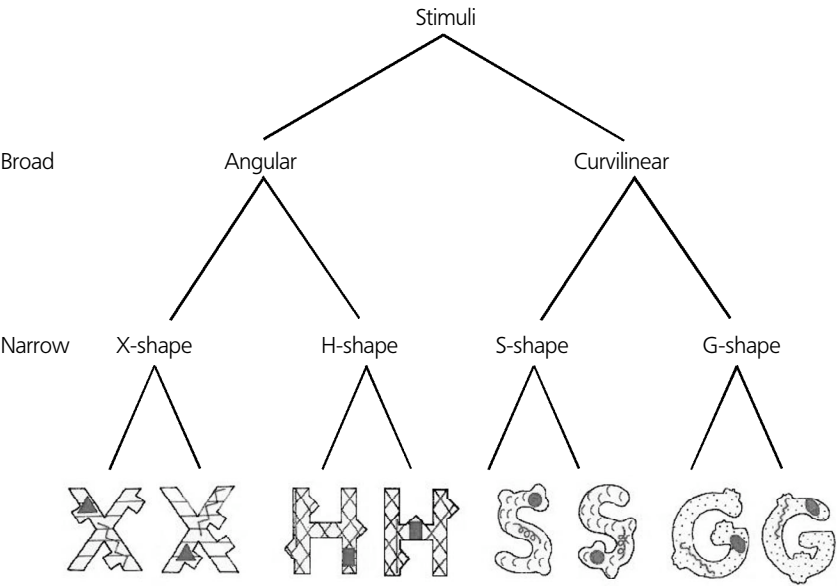 Stimuli
Broad Angular Curvilinear
Narrow X-shape H-shape S-shape G-shape
X X H H S S G G